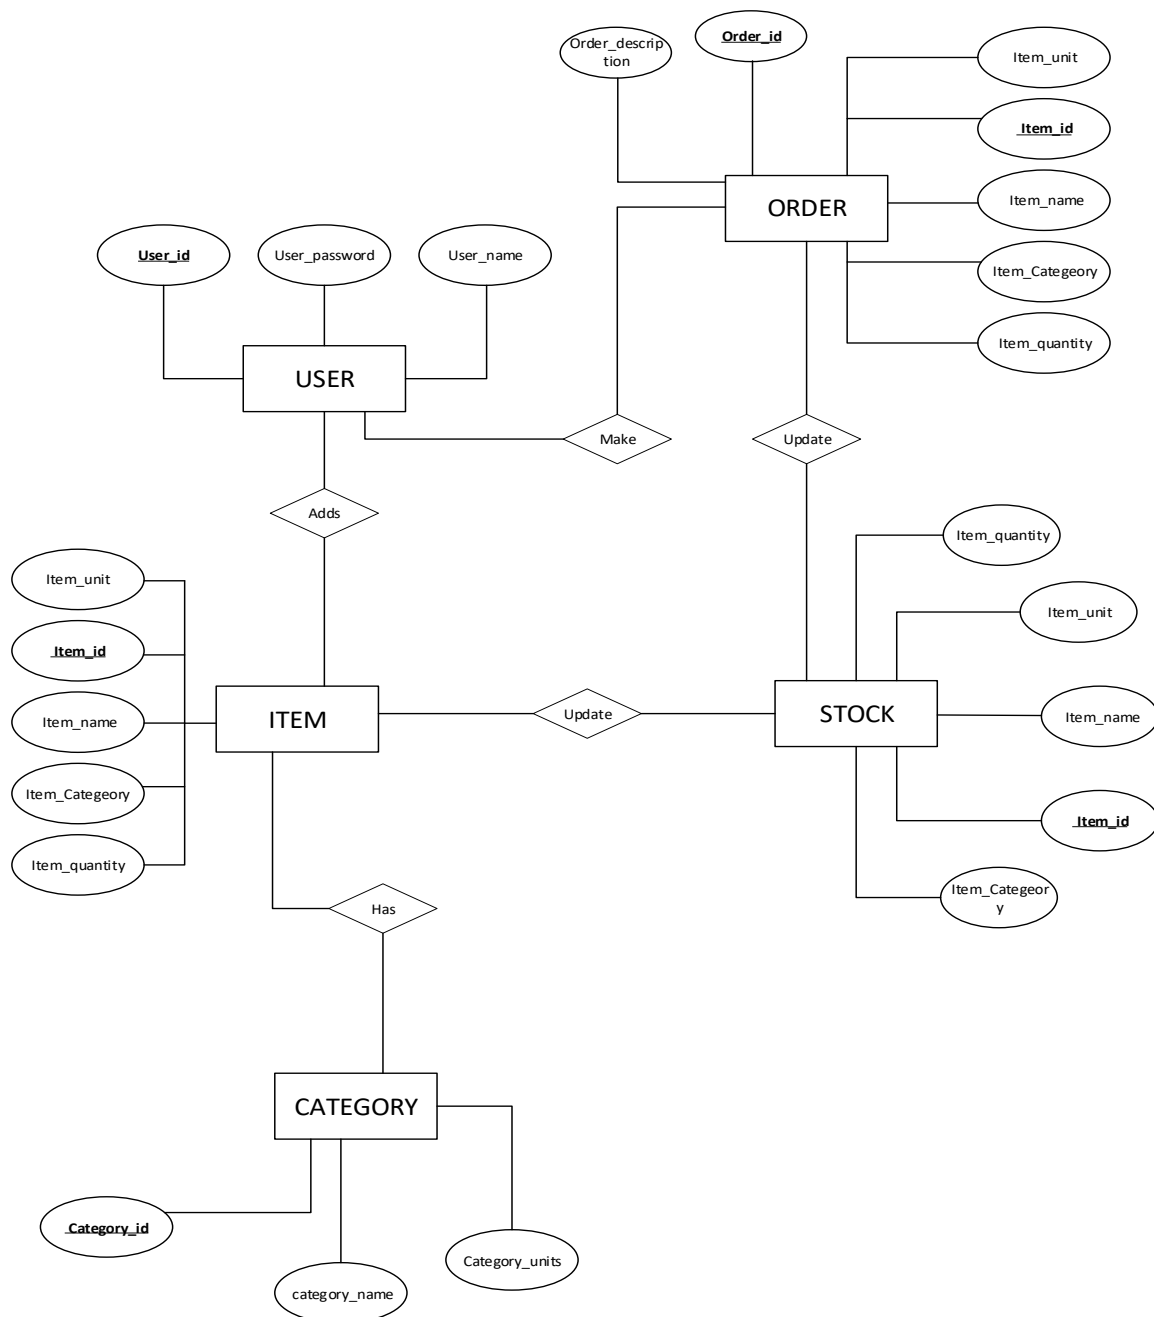 Order_id
Order_descrip
tion
Item_unit
Item_id
Item_name
ORDER
Item_Categeory
Item_quantity
User_id
User_password
User_name
USER
Make
Update
Adds
Item_quantity
Item_unit
Item_unit
Item_id
Item_name
ITEM
Update
STOCK
Item_name
Item_Categeory
Item_id
Item_quantity
Item_Categeor
y
Has
CATEGORY
Category_id
Category_units
category_name